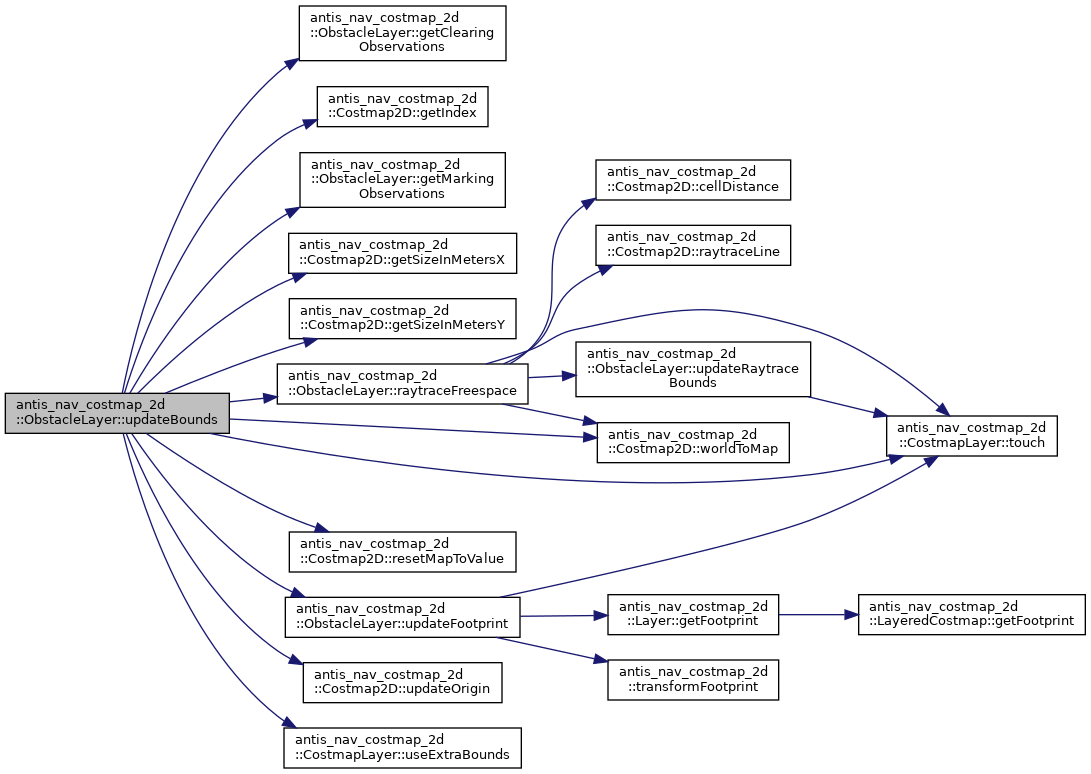 antis_nav_costmap_2d
::ObstacleLayer::getClearing
Observations
antis_nav_costmap_2d
::Costmap2D::getIndex
antis_nav_costmap_2d
::ObstacleLayer::getMarking
Observations
antis_nav_costmap_2d
::Costmap2D::cellDistance
antis_nav_costmap_2d
::Costmap2D::getSizeInMetersX
antis_nav_costmap_2d
::Costmap2D::raytraceLine
antis_nav_costmap_2d
::Costmap2D::getSizeInMetersY
antis_nav_costmap_2d
::ObstacleLayer::updateRaytrace
Bounds
antis_nav_costmap_2d
::ObstacleLayer::raytraceFreespace
antis_nav_costmap_2d
::ObstacleLayer::updateBounds
antis_nav_costmap_2d
::Costmap2D::worldToMap
antis_nav_costmap_2d
::CostmapLayer::touch
antis_nav_costmap_2d
::Costmap2D::resetMapToValue
antis_nav_costmap_2d
::ObstacleLayer::updateFootprint
antis_nav_costmap_2d
::Layer::getFootprint
antis_nav_costmap_2d
::LayeredCostmap::getFootprint
antis_nav_costmap_2d
::Costmap2D::updateOrigin
antis_nav_costmap_2d
::transformFootprint
antis_nav_costmap_2d
::CostmapLayer::useExtraBounds